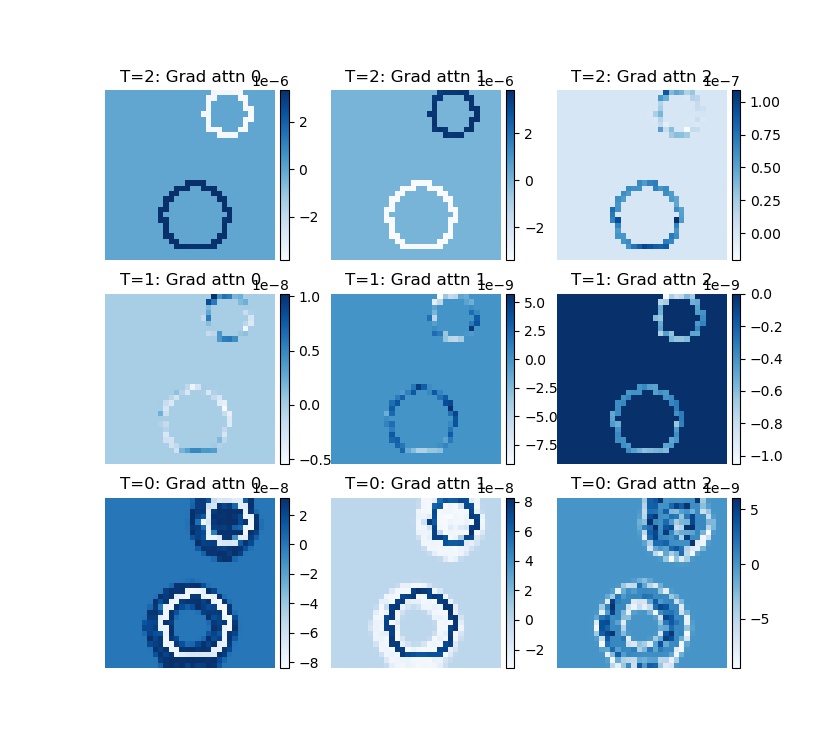 T=2: Grad attn 0
1e−6
2
0
−2
T=2: Grad attn 1
1e−6
2
0
−2
T=2: Grad attn 2
1e−7
1.00
0.75
0.50
0.25
0.00
T=1: Grad attn 0
1e−8
1.0
0.5
0.0
−0.5
T=1: Grad attn 1
1e−9
5.0
2.5
0.0
−2.5
−5.0
−7.5
T=1: Grad attn 2
1e−9
0.0
−0.2
−0.4
−0.6
−0.8
−1.0
T=0: Grad attn 0
1e−8
2
0
−2
−4
−6
−8
T=0: Grad attn 1
1e−8
8
6
4
2
0
−2
T=0: Grad attn 2
1e−9
5
0
−5